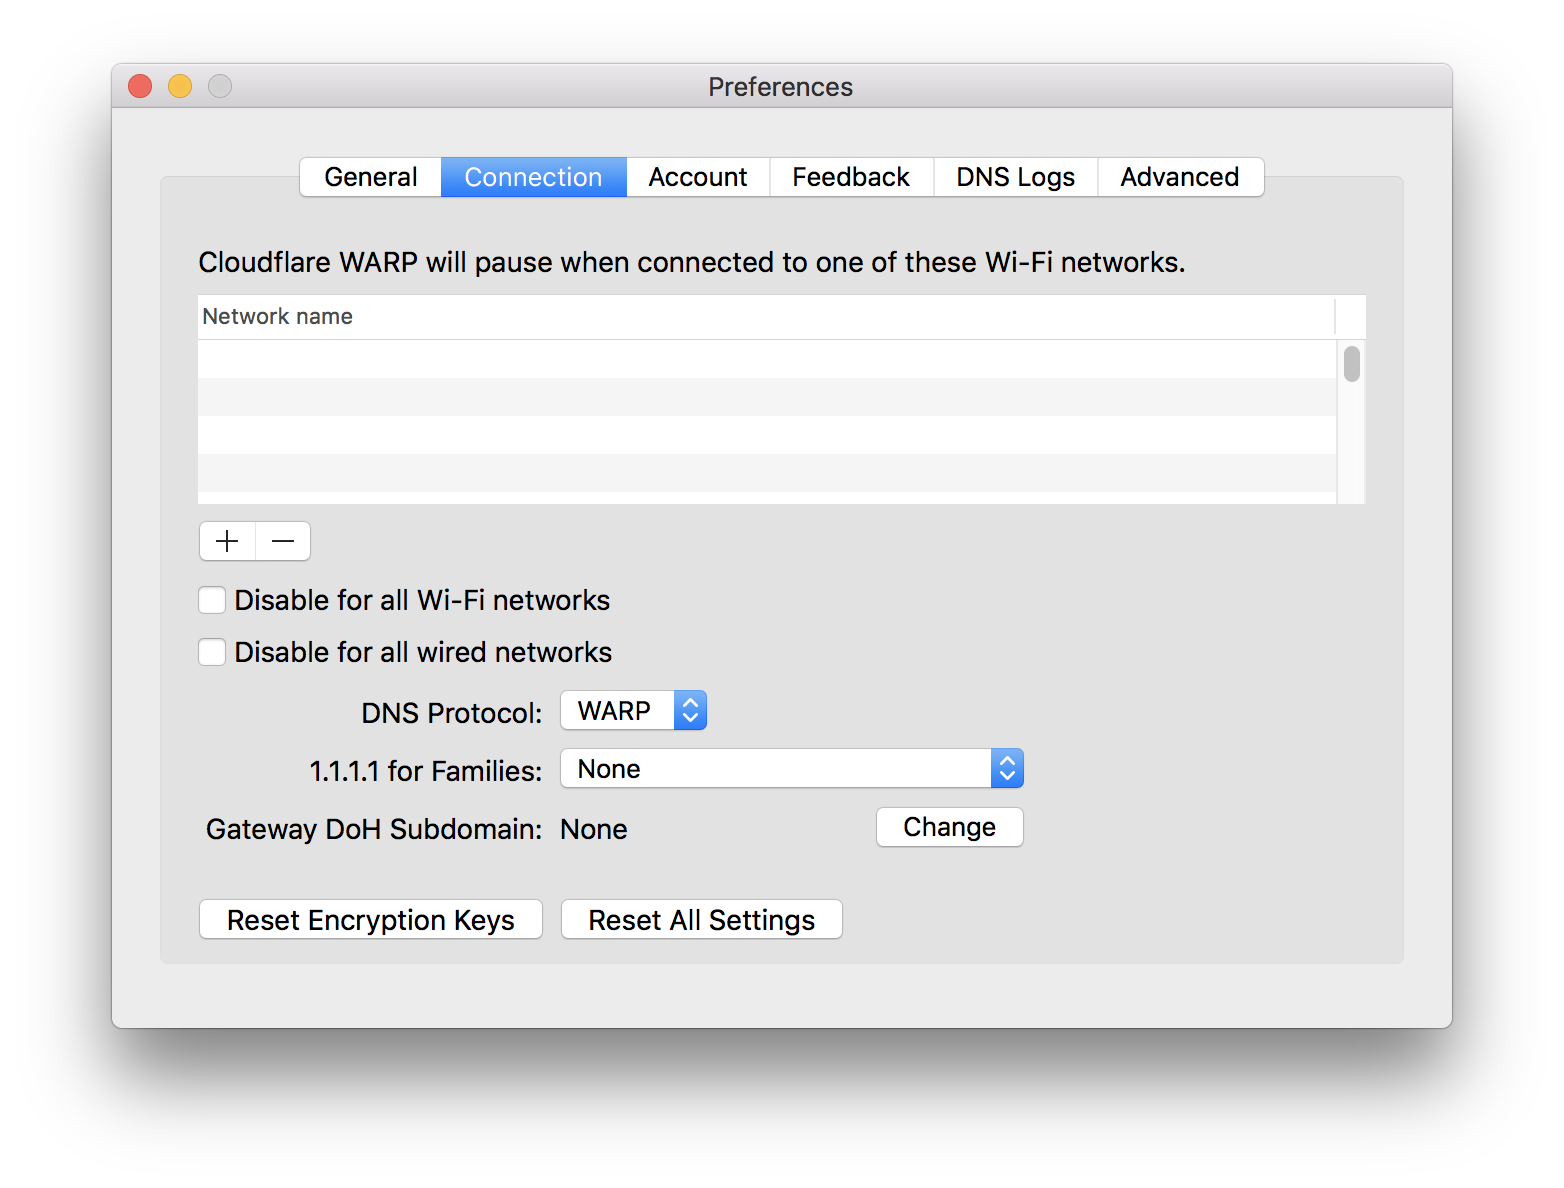 Preferences
General Connection Account Feedback DNS Logs Advanced
Cloudflare WARP will pause when connected to one of these Wi-Fi networks.
Network name
Disable for all Wi-Fi networks
Disable for all wired networks
DNS Protocol: WARP
1.1.1.1 for Families: None
Gateway DoH Subdomain: None Change
Reset Encryption Keys Reset All Settings